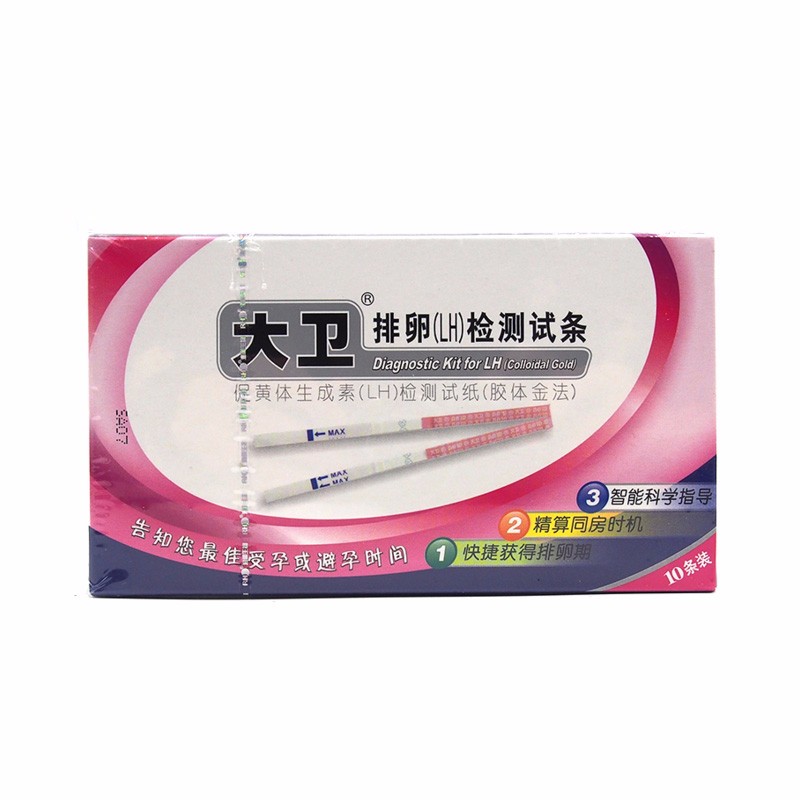 大卫®
排卵(LH)检测试条
Diagnostic Kit for LH (Colloidal Gold)
促黄体生成素(LH)检测试纸(胶体金法)
MAX
MAX
MAX
3 智能科学指导
2 精算同房时机
1 快捷获得排卵期
告知您最佳受孕或避孕时间
10条装
SA07